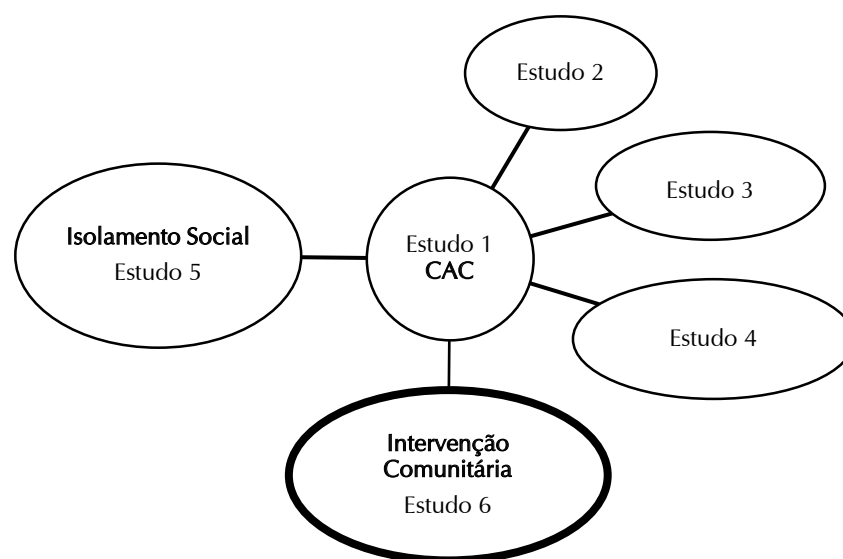 Estudo 2
Estudo 3
Isolamento Social
Estudo 5
Estudo 1
CAC
Estudo 4
Intervenção
Comunitária
Estudo 6